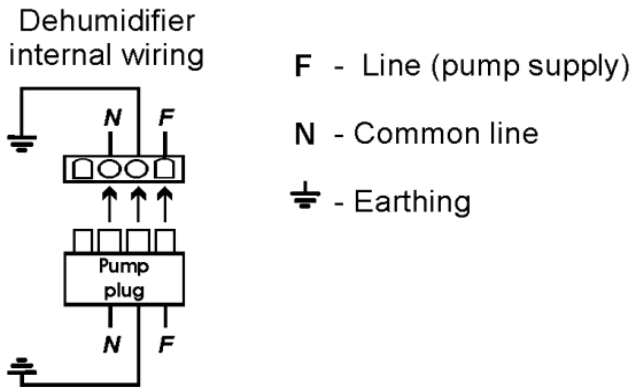 Dehumidifier
internal wiring
N F
Pump
plug
N F
F - Line (pump supply)
N - Common line
- Earthing